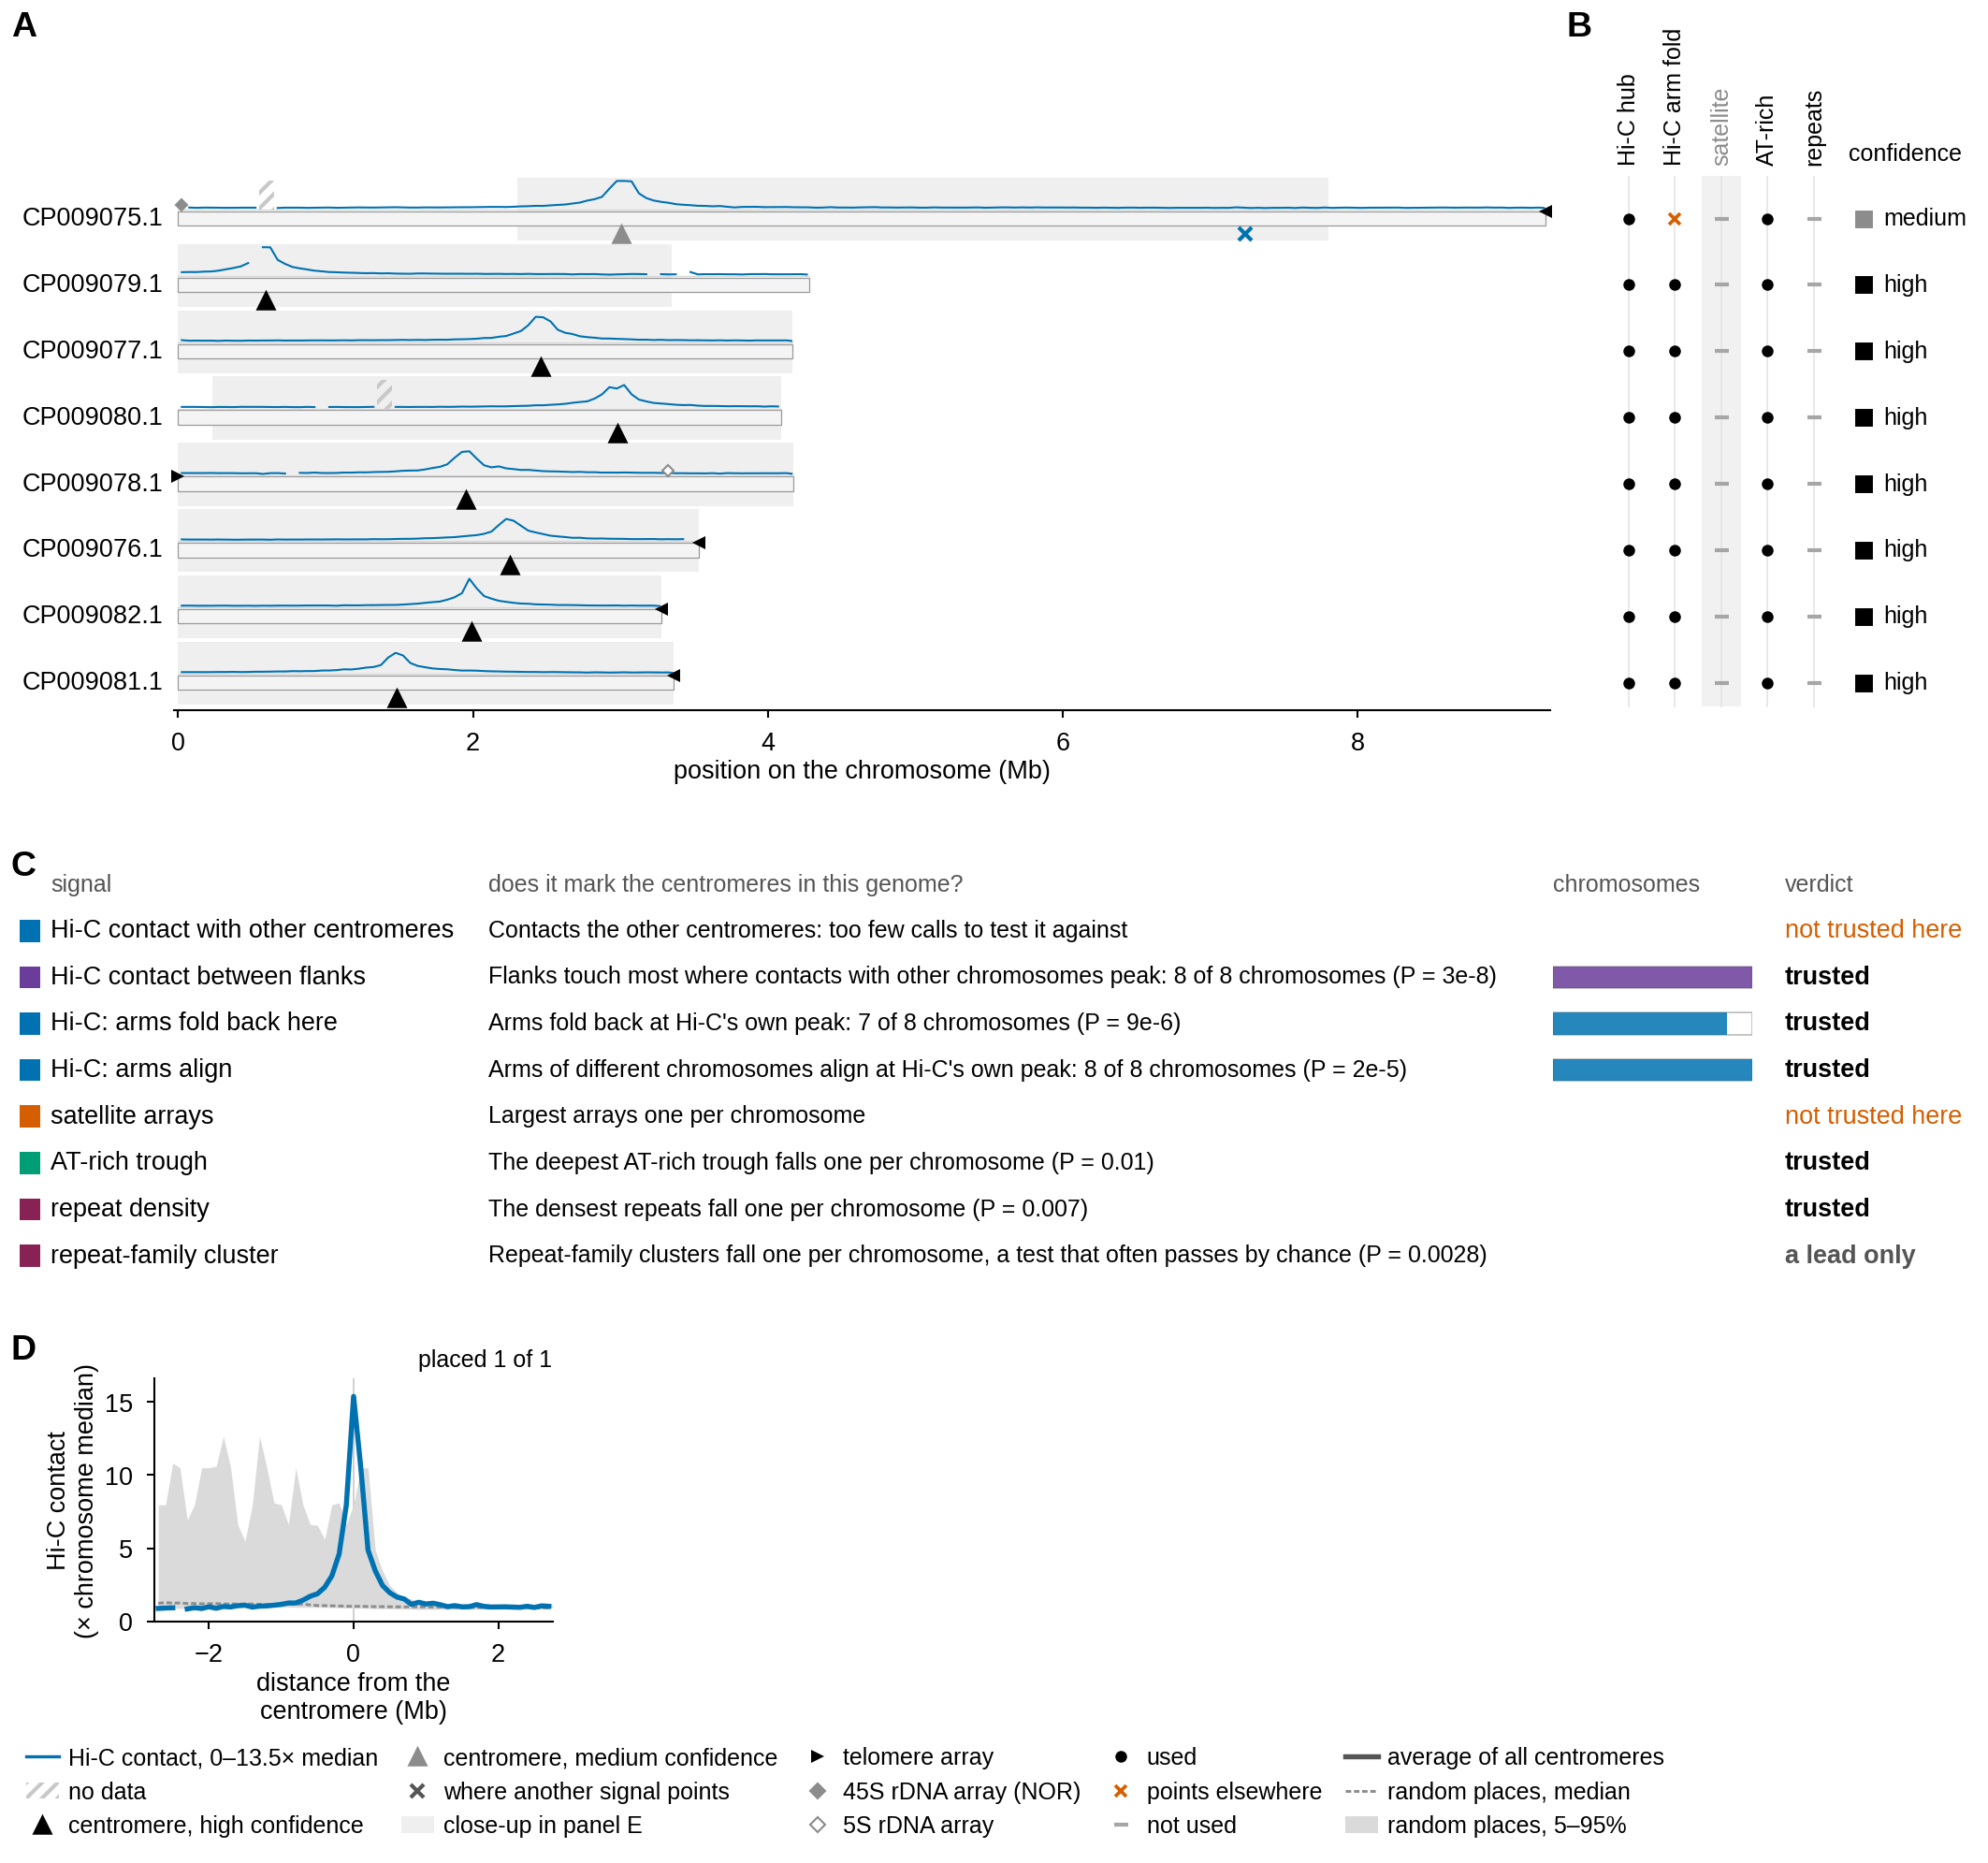 A
B
Hi-C hub
Hi-C arm fold
satellite
AT-rich
repeats
confidence
CP009075.1
medium
CP009079.1
high
CP009077.1
high
CP009080.1
high
CP009078.1
high
CP009076.1
high
CP009082.1
high
CP009081.1
high
0 2 4 6 8
position on the chromosome (Mb)
C
signal does it mark the centromeres in this genome? chromosomes verdict
Hi-C contact with other centromeres Contacts the other centromeres: too few calls to test it against not trusted here
Hi-C contact between flanks Flanks touch most where contacts with other chromosomes peak: 8 of 8 chromosomes (P = 3e-8) trusted
Hi-C: arms fold back here Arms fold back at Hi-C's own peak: 7 of 8 chromosomes (P = 9e-6) trusted
Hi-C: arms align Arms of different chromosomes align at Hi-C's own peak: 8 of 8 chromosomes (P = 2e-5) trusted
satellite arrays Largest arrays one per chromosome not trusted here
AT-rich trough The deepest AT-rich trough falls one per chromosome (P = 0.01) trusted
repeat density The densest repeats fall one per chromosome (P = 0.007) trusted
repeat-family cluster Repeat-family clusters fall one per chromosome, a test that often passes by chance (P = 0.0028) a lead only
D
placed 1 of 1
Hi-C contact
(× chromosome median)
15
10
5
0
−2 0 2
distance from the
centromere (Mb)
Hi-C contact, 0–13.5× median centromere, medium confidence telomere array used average of all centromeres
no data where another signal points 45S rDNA array (NOR) points elsewhere random places, median
centromere, high confidence close-up in panel E 5S rDNA array not used random places, 5–95%